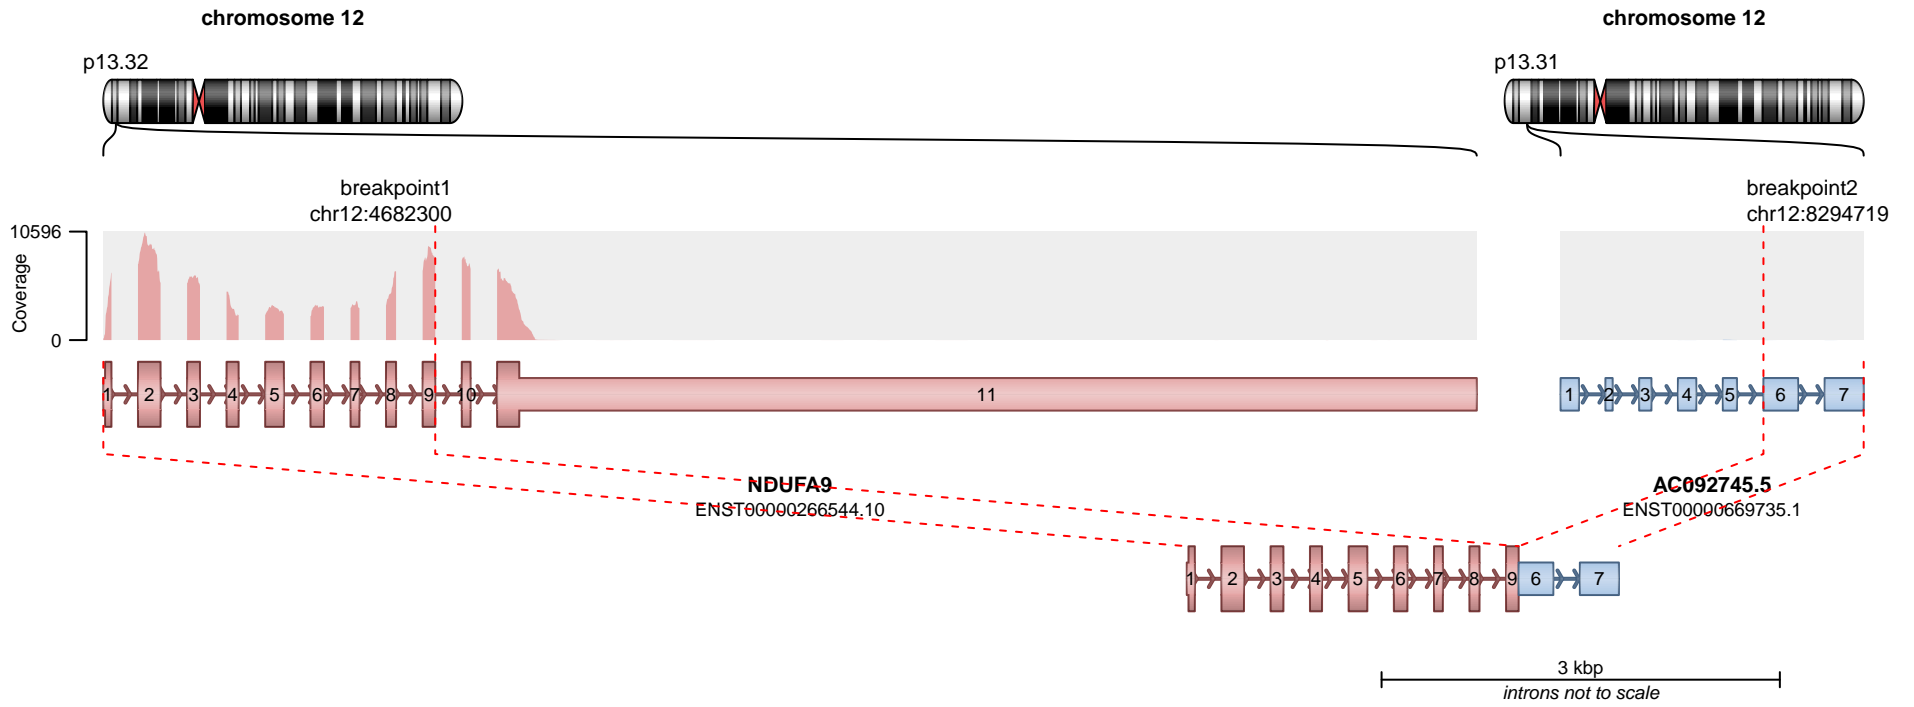 chromosome 12
chromosome 12
p13.32
p13.31
breakpoint1
chr12:4682300
breakpoint2
chr12:8294719
10596
Coverage
0
1 2 3 4 5 6 7 8 9 10 11
1 2 3 4 5 6 7
NDUFA9
ENST00000266544.10
AC092745.5
ENST00000669735.1
1 2 3 4 5 6 7 8 9 6 7
3 kbp
introns not to scale